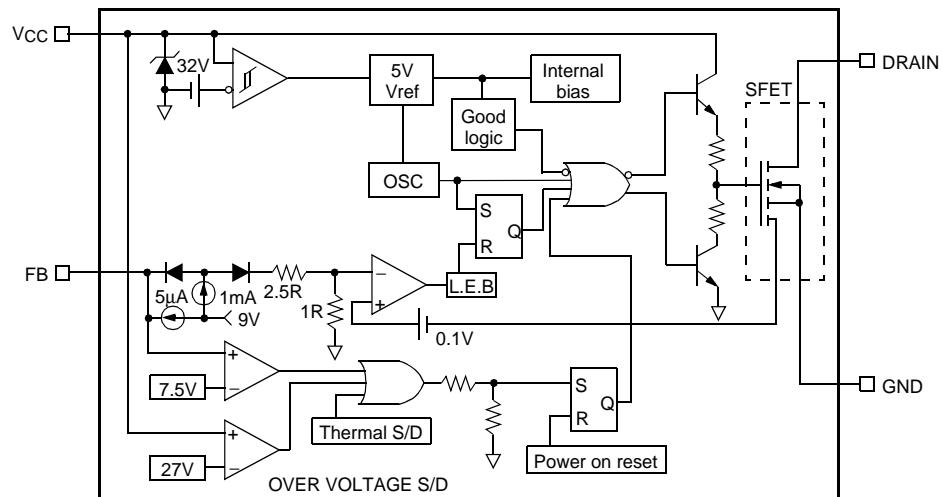 VCC
DRAIN
32V
5V
Vref
Internal
bias
SFET
Good
logic
OSC
S
R
Q
FB
5μA
1mA
9V
2.5R
1R
−
+
L.E.B
0.1V
+
−
7.5V
Thermal S/D
S
R
Q
GND
+
−
27V
Power on reset
OVER VOLTAGE S/D